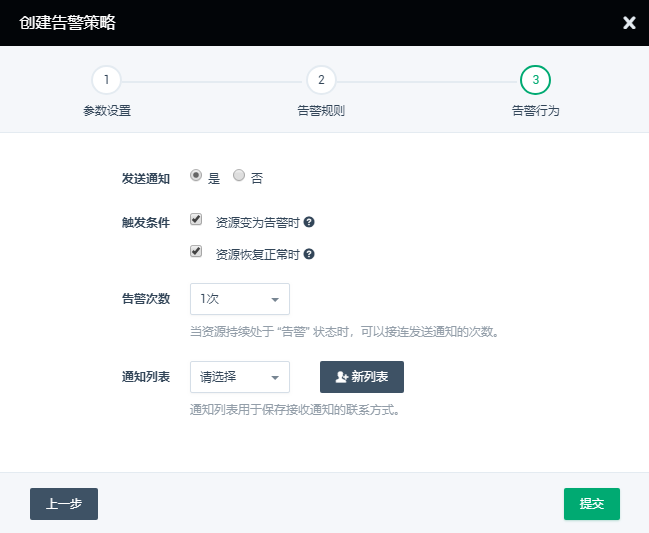 创建告警策略
1
2
3
参数设置
告警规则
告警行为
发送通知 是 否
触发条件 资源变为告警时
资源恢复正常时
告警次数 1次
当资源持续处于 "告警" 状态时，可以接连发送通知的次数。
通知列表 请选择 新列表
通知列表用于保存接收通知的联系方式。
上一步 提交